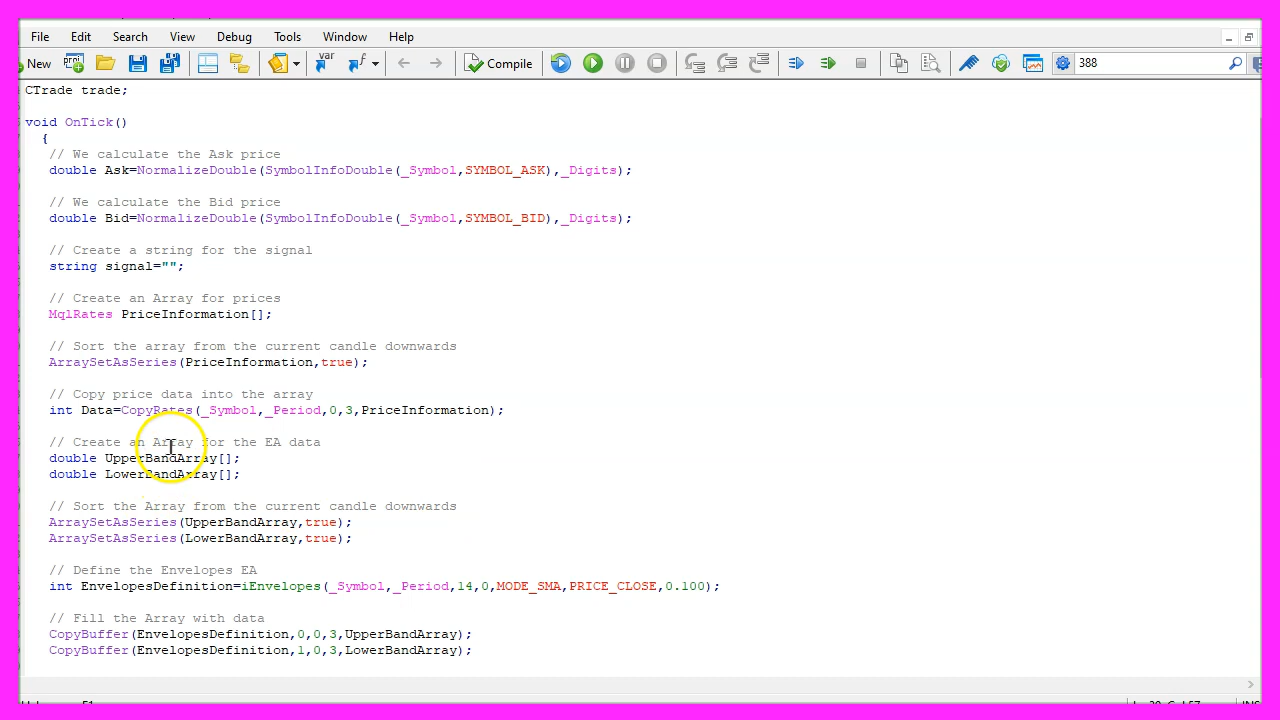 File Edit Search View Debug Tools Window Help
New Compile 388
CTrade trade;
void OnTick()
{
// We calculate the Ask price
double Ask=NormalizeDouble(SymbolInfoDouble(_Symbol,SYMBOL_ASK),_Digits);
// We calculate the Bid price
double Bid=NormalizeDouble(SymbolInfoDouble(_Symbol,SYMBOL_BID),_Digits);
// Create a string for the signal
string signal="";
// Create an Array for prices
MqlRates PriceInformation[];
// Sort the array from the current candle downwards
ArraySetAsSeries(PriceInformation,true);
// Copy price data into the array
int Data=CopyRates(_Symbol,_Period,0,3,PriceInformation);
// Create an Array for the EA data
double UpperBandArray[];
double LowerBandArray[];
// Sort the Array from the current candle downwards
ArraySetAsSeries(UpperBandArray,true);
ArraySetAsSeries(LowerBandArray,true);
// Define the Envelopes EA
int EnvelopesDefinition=iEnvelopes(_Symbol,_Period,14,0,MODE_SMA,PRICE_CLOSE,0.100);
// Fill the Array with data
CopyBuffer(EnvelopesDefinition,0,0,3,UpperBandArray);
CopyBuffer(EnvelopesDefinition,1,0,3,LowerBandArray);